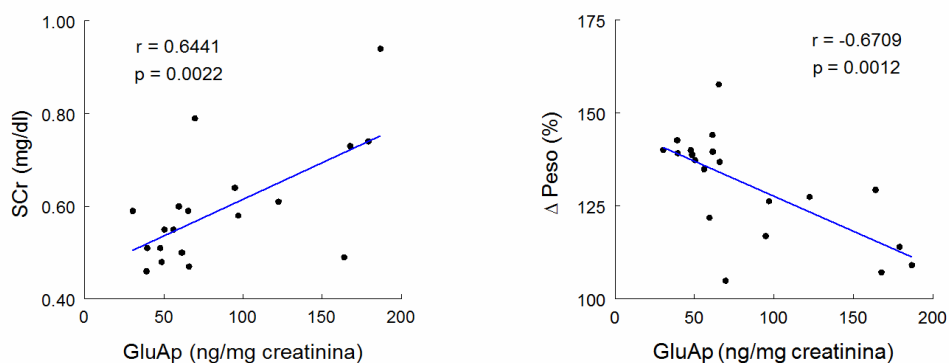 1.00
0.80
0.60
0.40
SCr (mg/dl)
r = 0.6441
p = 0.0022
0
50
100
150
200
GluAp (ng/mg creatinina)
175
150
125
100
Δ Peso (%)
r = -0.6709
p = 0.0012
0
50
100
150
200
GluAp (ng/mg creatinina)